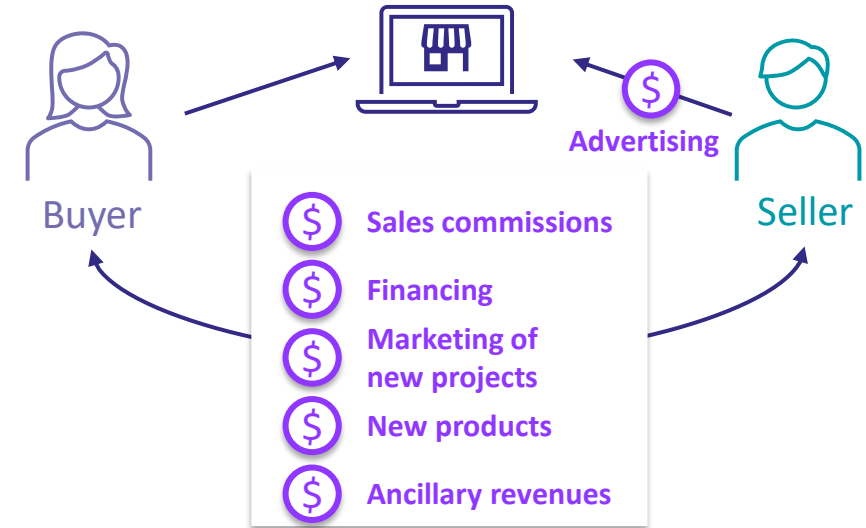 $
Advertising
Buyer
Seller
$ Sales commissions
$ Financing
$ Marketing of
new projects
$ New products
$ Ancillary revenues